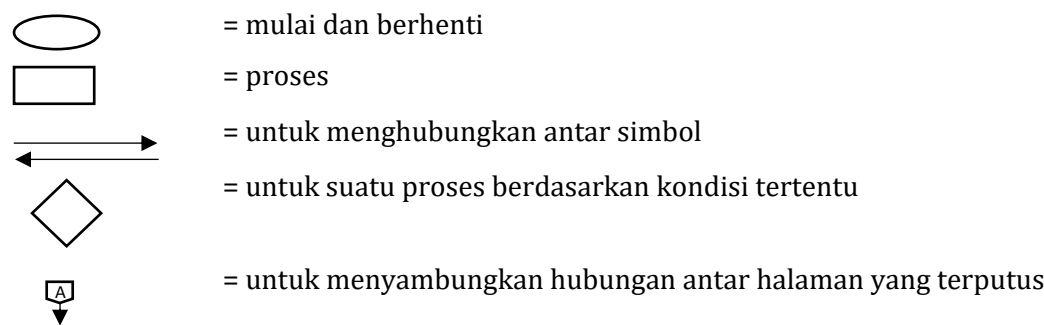 = mulai dan berhenti
= proses
= untuk menghubungkan antar simbol
= untuk suatu proses berdasarkan kondisi tertentu
A
= untuk menyambungkan hubungan antar halaman yang terputus